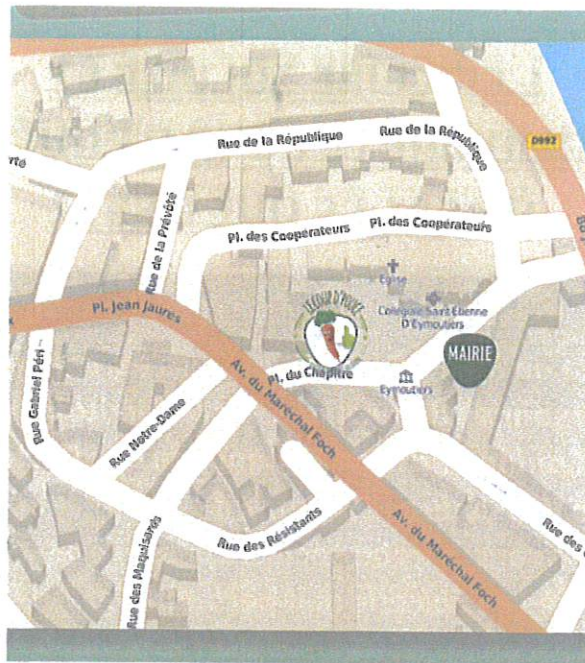 Rue de la République
Rue de la République
D992
rté
Rue de la Prévôté
Pl. des Coopérateurs
Pl. des Coopérateurs
Eglise
Collégiale Saint Étienne
D'Eymoutiers
Pl. Jean Jaurès
MAIRIE
Pl. du Chapitre
Eymoutiers
Av. du Maréchal Foch
Rue Gabriel Péri
Rue Notre-Dame
Rue des Résistants
Rue des Maquisards
Av. du Maréchal Foch
Rue des